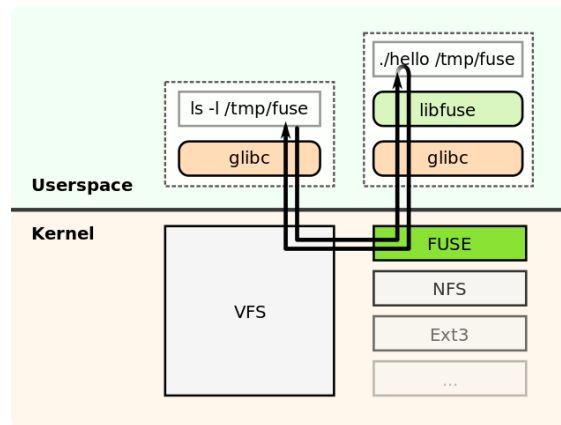 ./hello /tmp/fuse
ls -l /tmp/fuse
libfuse
glibc
glibc
Userspace
Kernel
FUSE
NFS
VFS
Ext3
...